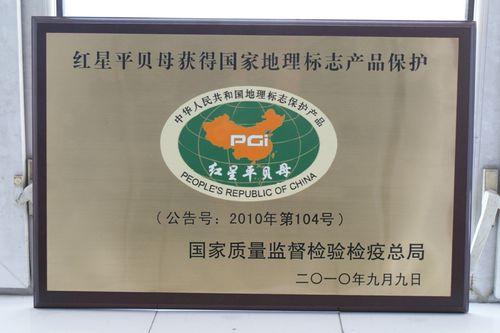 红星平贝母获得国家地理标志产品保护
中华人民共和国地理标志保护产品
PGi
红星平贝母
PEOPLE'S REPUBLIC OF CHINA
(公告号：2010年第104号)
国家质量监督检验检疫总局
二〇一〇年九月九日